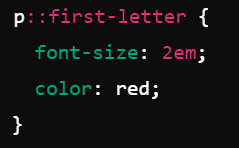 p::first-letter {
  font-size: 2em;
  color: red;
}